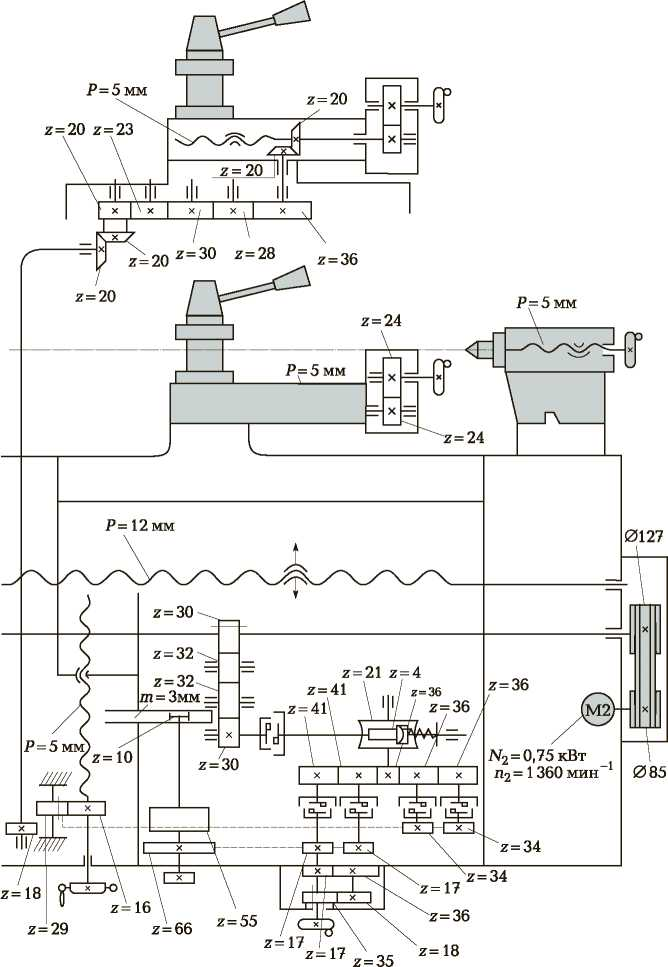 P=5 мм
z=20
z=20 z=23
z=20
z=20
z=30
z=28
z=36
z=20
z=24
P=5 мм
P=5 мм
z=24
P=12 мм
Ø127
z=30
z=32
z=32
z=21
z=4
z=36
z=36
z=36
z=41
z=41
m=3мм
P=5 мм
z=10
z=30
M2
N₂=0,75 кВт
n₂=1 360 мин⁻¹
Ø85
z=34
z=34
z=17
z=18
z=29
z=16
z=66
z=55
z=17
z=17
z=35
z=18
z=36